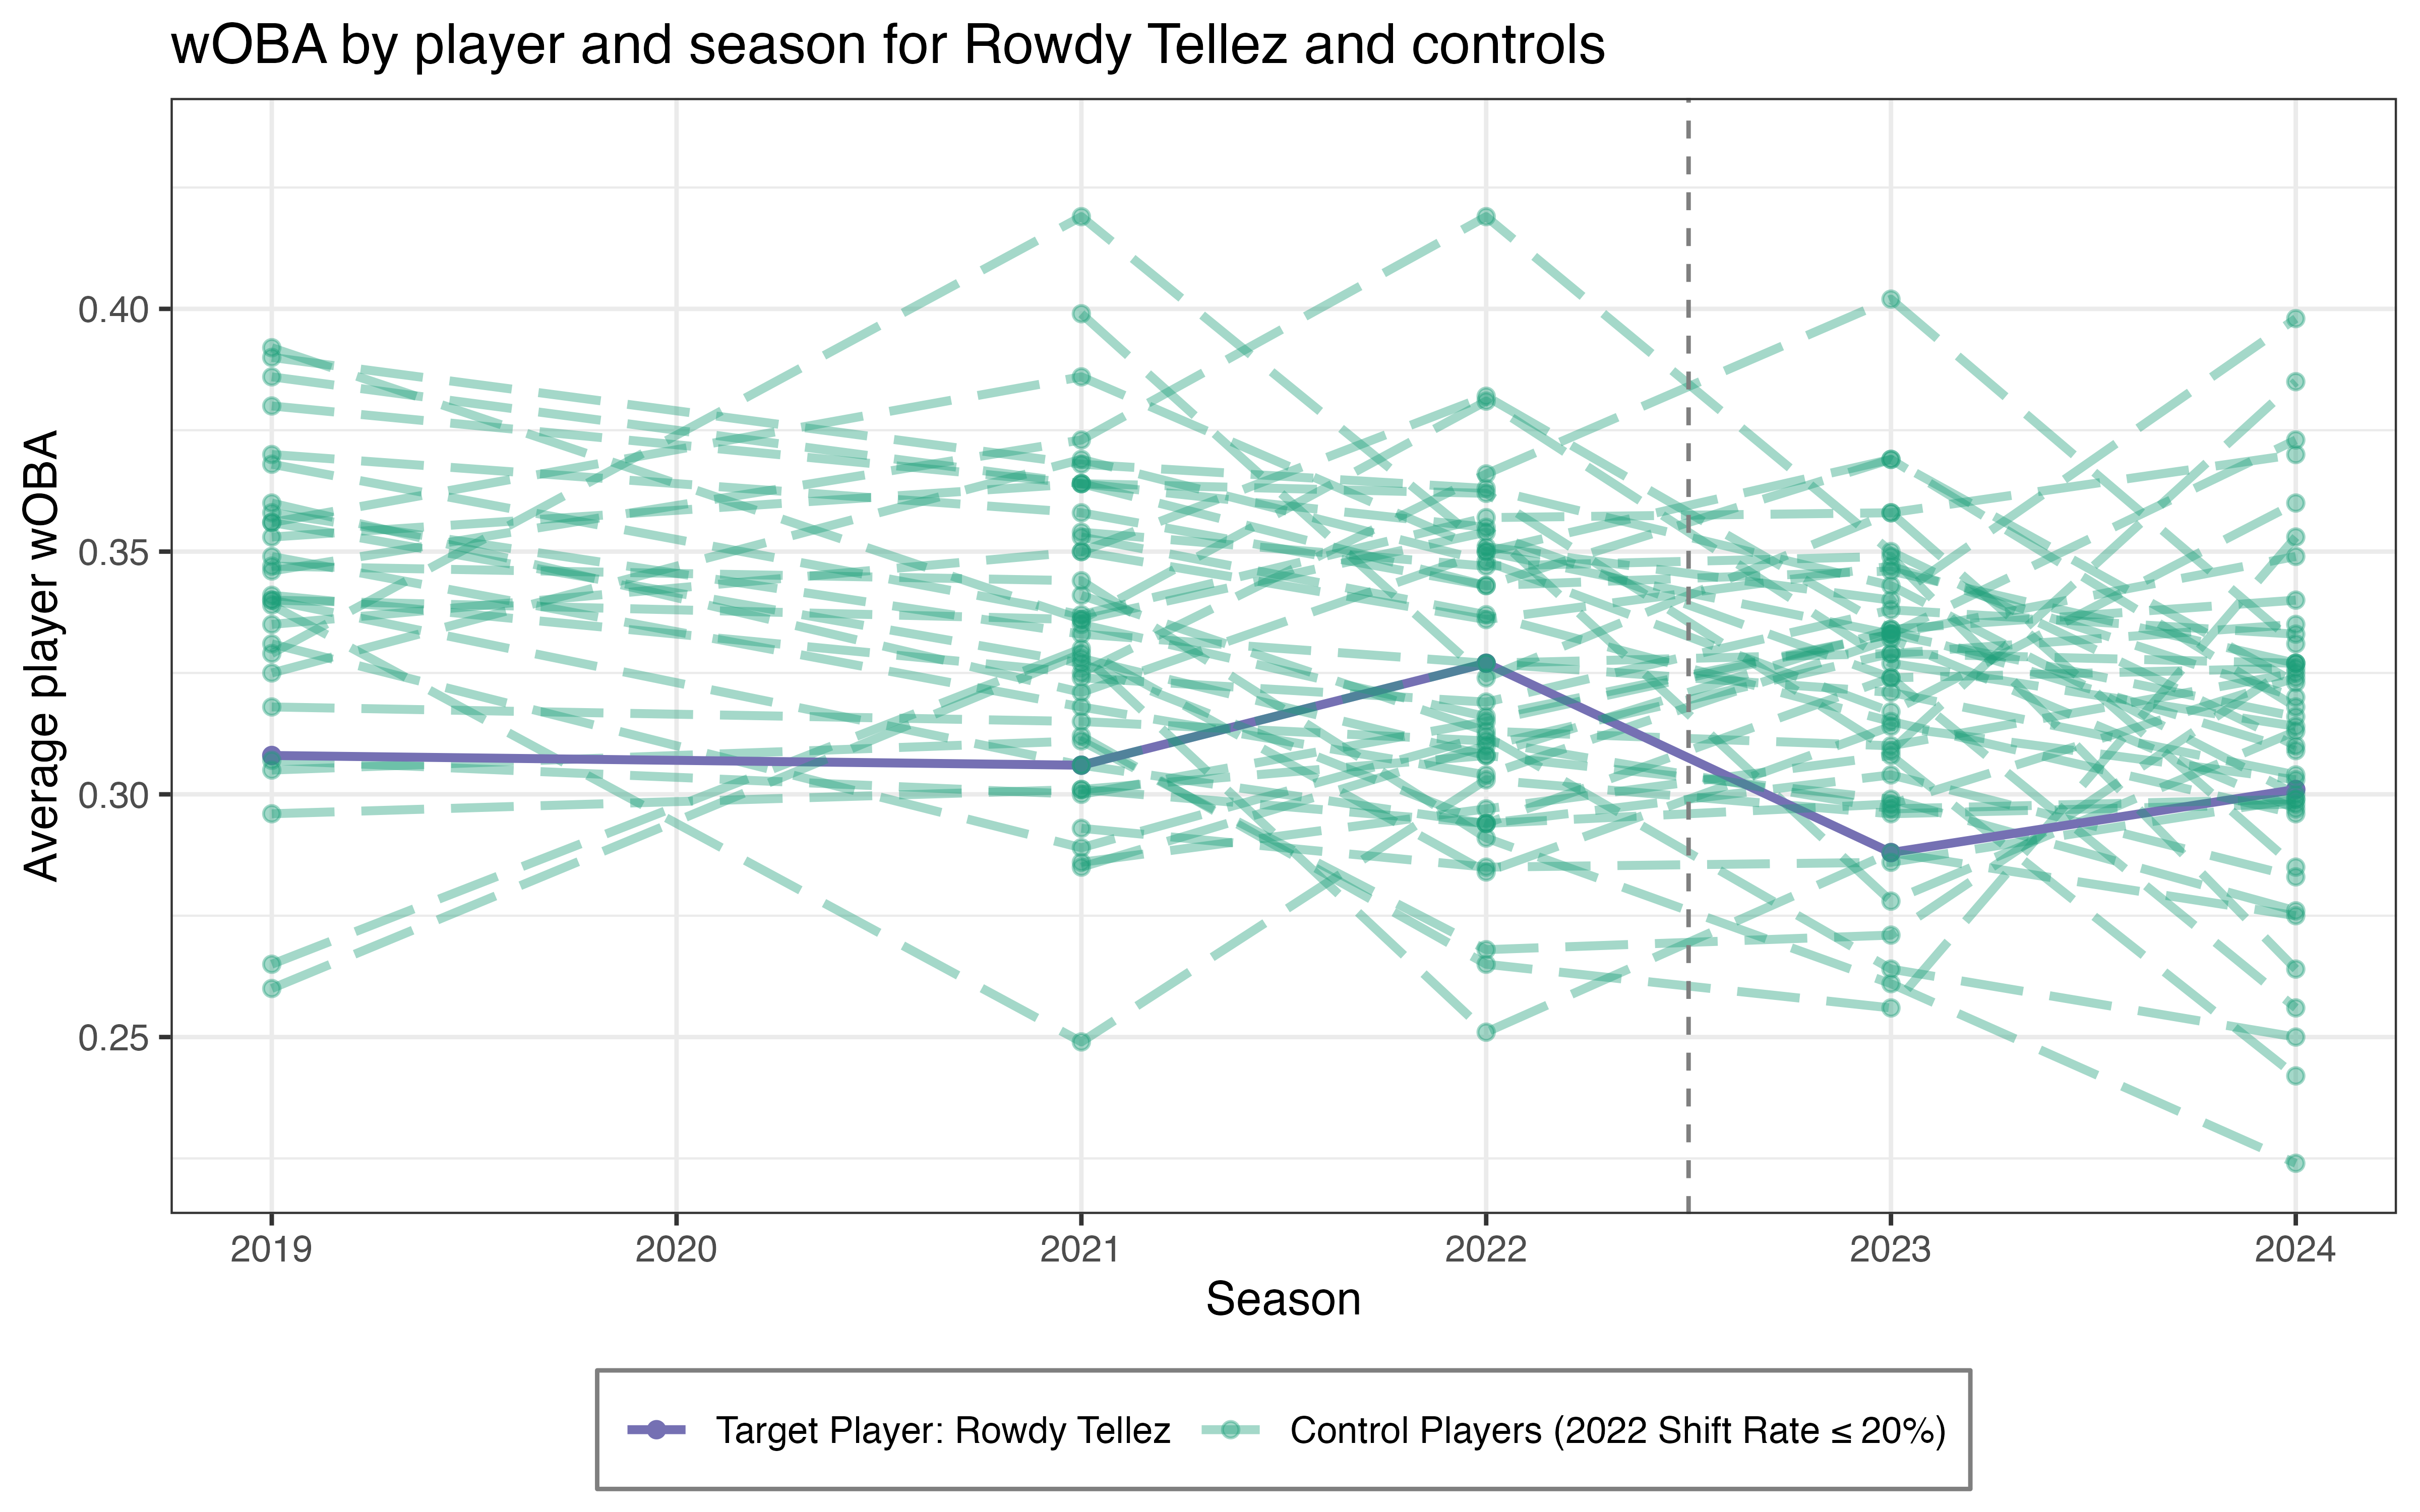 wOBA by player and season for Rowdy Tellez and controls
Average player wOBA
0.40
0.35
0.30
0.25
2019 2020 2021 2022 2023 2024
Season
Target Player: Rowdy Tellez Control Players (2022 Shift Rate ≤ 20%)